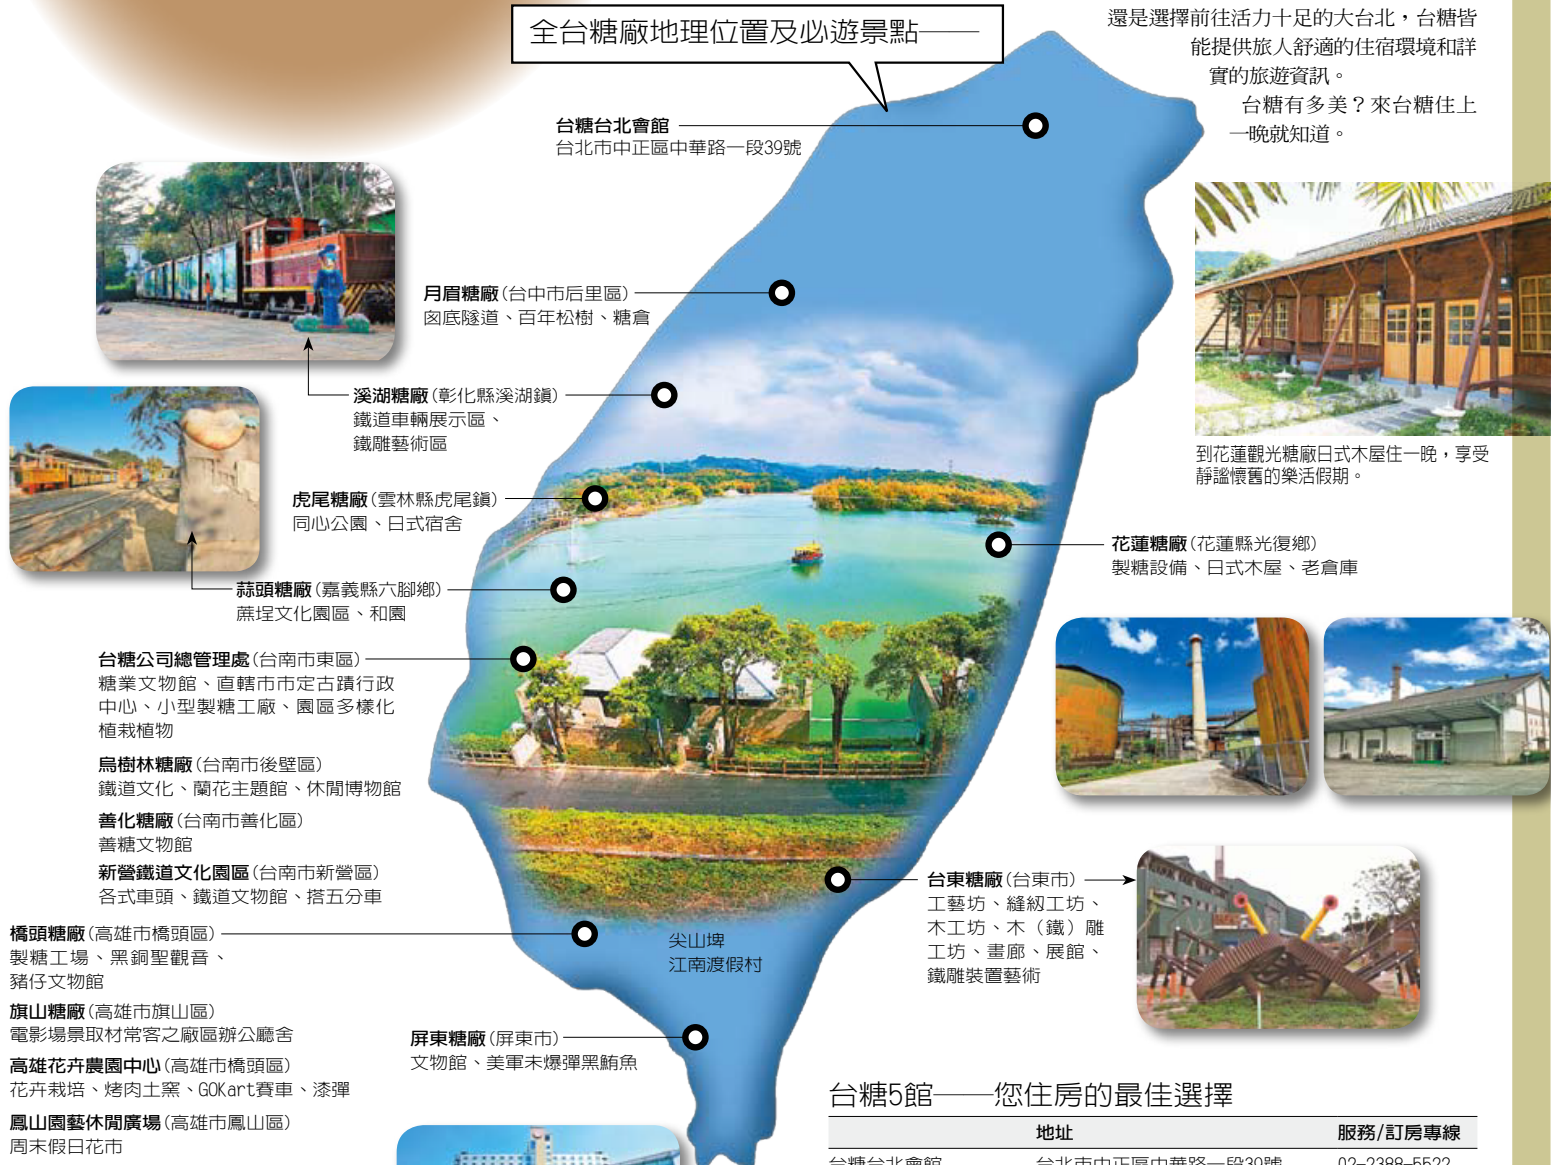 全台糖廠地理位置及必遊景點——
還是選擇前往活力十足的大台北，台糖皆
能提供旅人舒適的住宿環境和詳
實的旅遊資訊。
台糖有多美？來台糖住上
一晚就知道。
台糖台北會館
台北市中正區中華路一段39號
月眉糖廠(台中市后里區)
囪底隧道、百年松樹、糖倉
溪湖糖廠(彰化縣溪湖鎮)
鐵道車輛展示區、
鐵雕藝術區
到花蓮觀光糖廠日式木屋住一晚，享受
靜謐懷舊的樂活假期。
虎尾糖廠(雲林縣虎尾鎮)
同心公園、日式宿舍
花蓮糖廠(花蓮縣光復鄉)
製糖設備、日式木屋、老倉庫
蒜頭糖廠(嘉義縣六腳鄉)
蔗埕文化園區、和園
台糖公司總管理處(台南市東區)
糖業文物館、直轄市市定古蹟行政
中心、小型製糖工廠、園區多樣化
植栽植物
烏樹林糖廠(台南市後壁區)
鐵道文化、蘭花主題館、休閒博物館
善化糖廠(台南市善化區)
善糖文物館
新營鐵道文化園區(台南市新營區)
各式車頭、鐵道文物館、搭五分車
台東糖廠(台東市)
工藝坊、縫紉工坊、
木工坊、木（鐵）雕
工坊、畫廊、展館、
鐵雕裝置藝術
橋頭糖廠(高雄市橋頭區)
製糖工場、黑銅聖觀音、
豬仔文物館
尖山埤
江南渡假村
旗山糖廠(高雄市旗山區)
電影場景取材常客之廠區辦公廳舍
屏東糖廠(屏東市)
文物館、美軍未爆彈黑鮪魚
高雄花卉農園中心(高雄市橋頭區)
花卉栽培、烤肉土窯、GOKart賽車、漆彈
鳳山園藝休閒廣場(高雄市鳳山區)
周末假日花市
台糖5館——您住房的最佳選擇
地址 服務/訂房專線
台糖台北會館 台北市中正區中華路一段39號 02-2388-5522